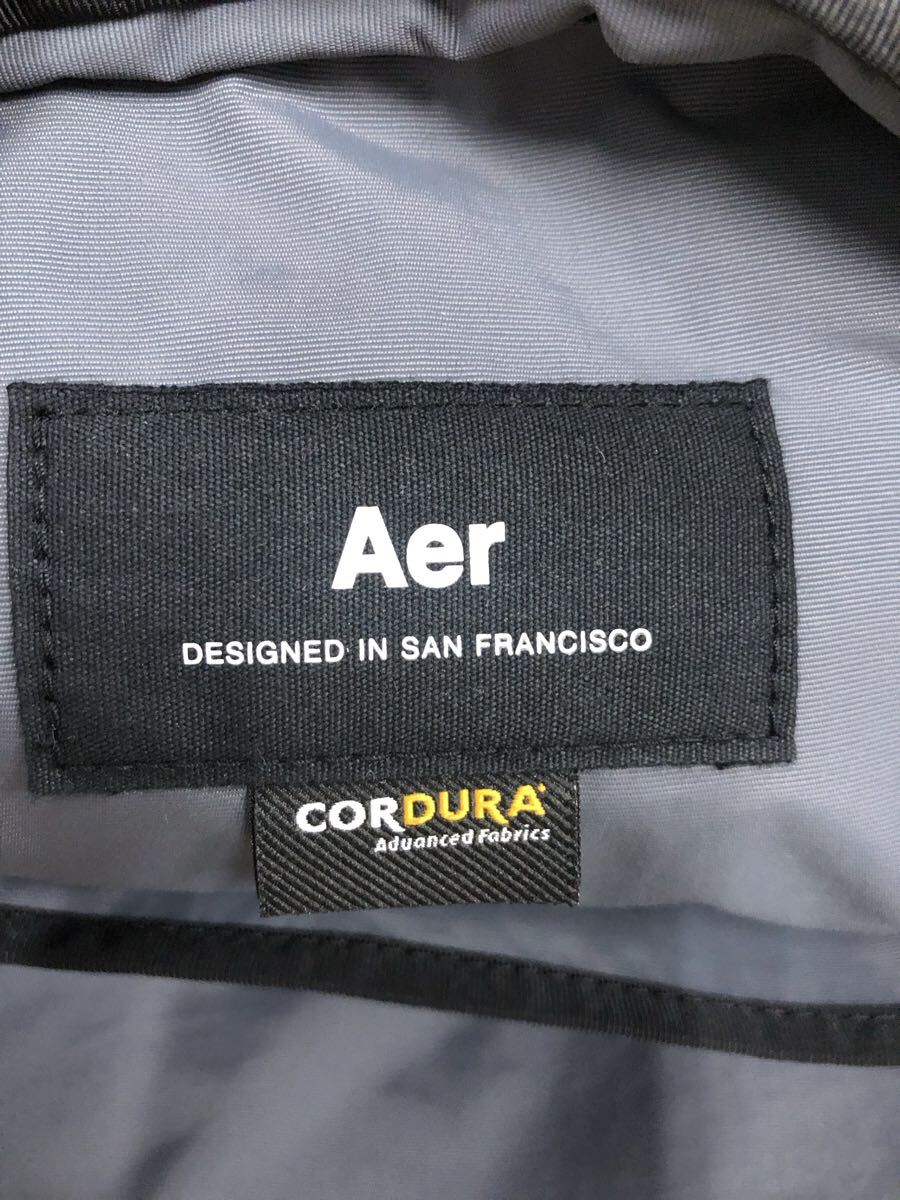 Aer
DESIGNED IN SAN FRANCISCO
CORDURA
Advanced Fabrics